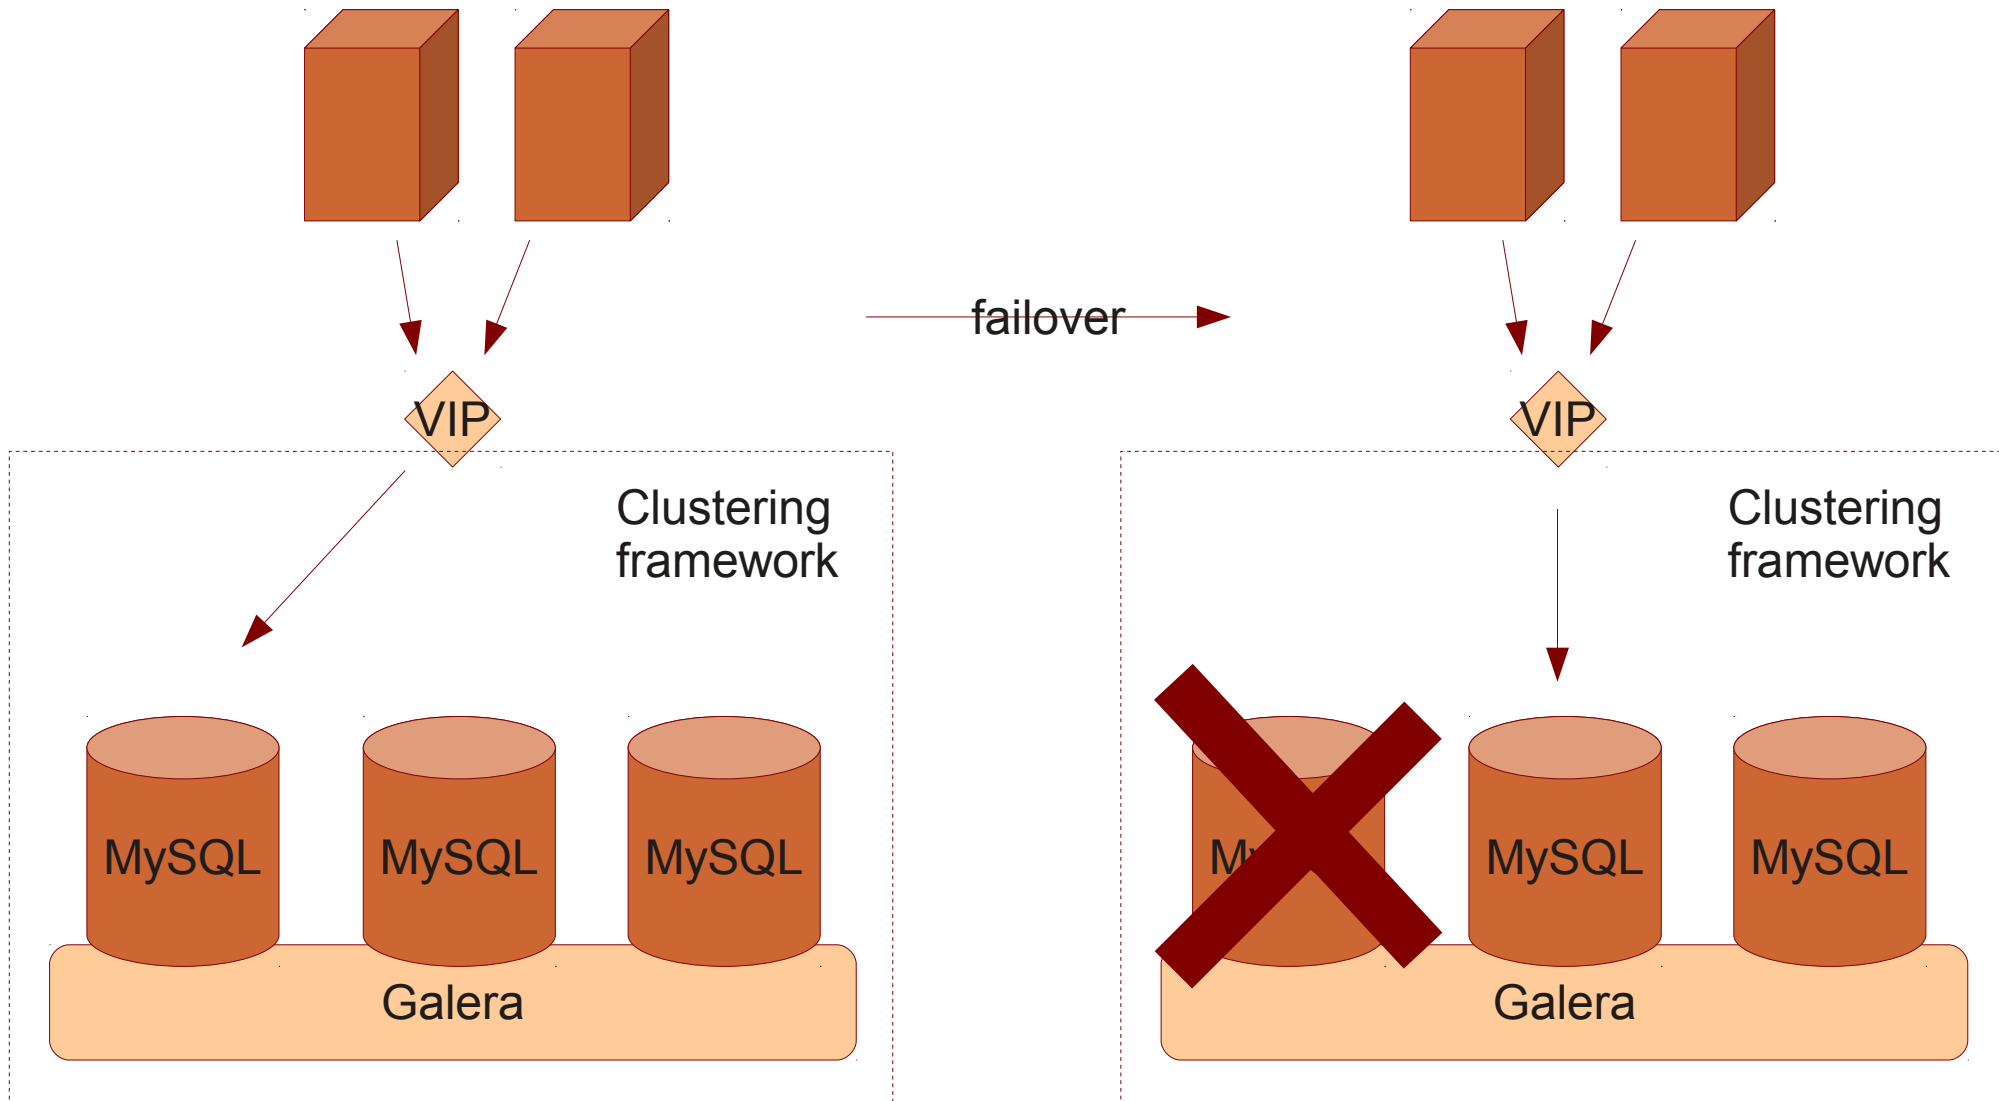 failover
VIP
VIP
Clustering
framework
Clustering
framework
MySQL
MySQL
MySQL
MySQL
MySQL
Galera
Galera